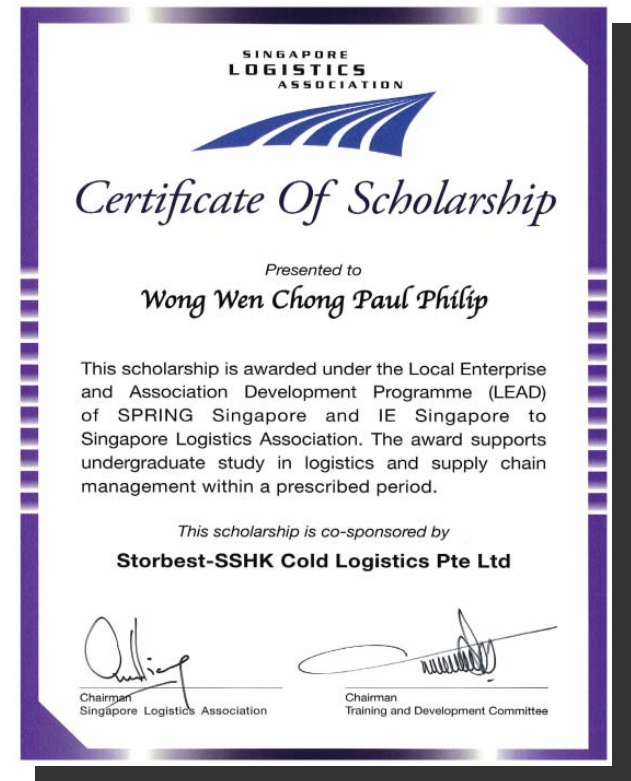 SINGAPORE
LOGISTICS
ASSOCIATION
Certificate Of Scholarship
Presented to
Wong Wen Chong Paul Philip
This scholarship is awarded under the Local Enterprise
and Association Development Programme (LEAD)
of SPRING Singapore and IE Singapore to
Singapore Logistics Association. The award supports
undergraduate study in logistics and supply chain
management within a prescribed period.
This scholarship is co-sponsored by
Storbest-SSHK Cold Logistics Pte Ltd
Chairman
Singapore Logistics Association
Chairman
Training and Development Committee